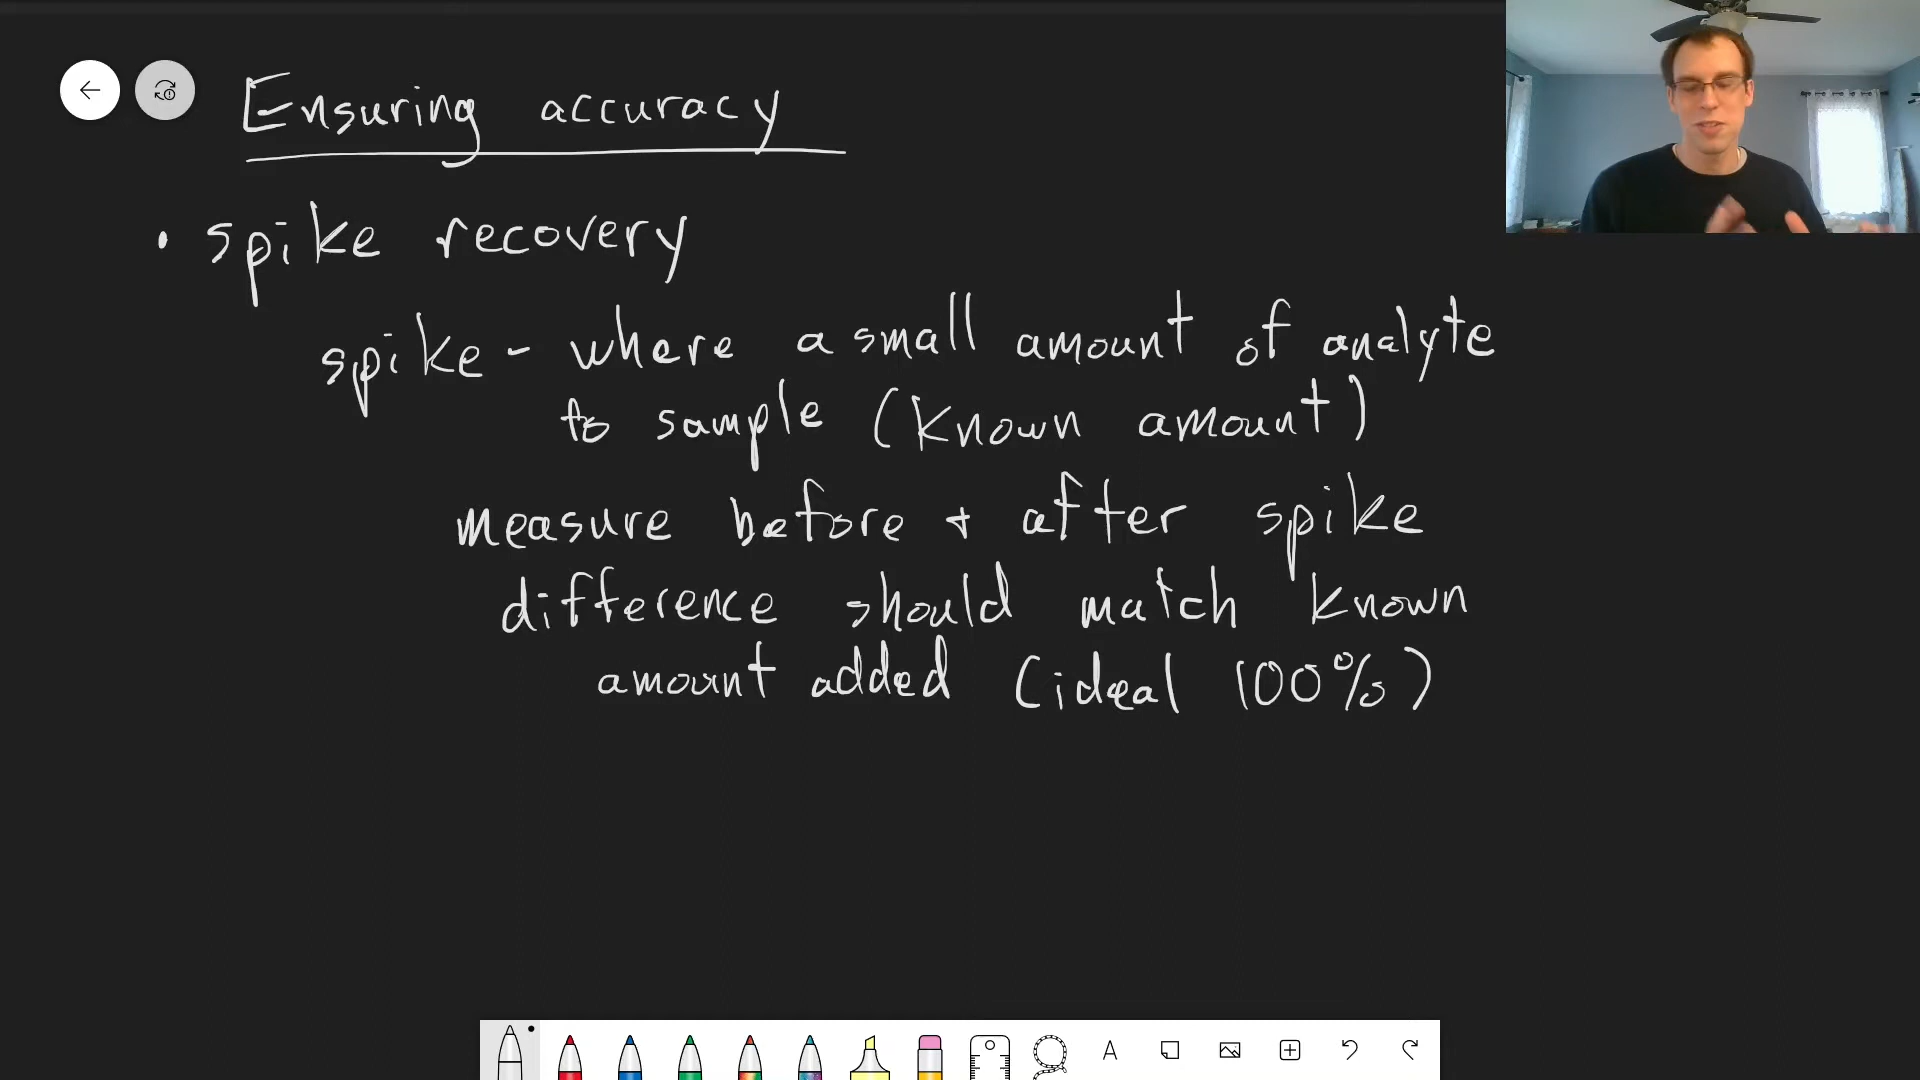 Ensuring accuracy
• spike recovery
spike - where a small amount of analyte
to sample (known amount)
measure before + after spike
difference should match known
amount added (ideal 100%)
A